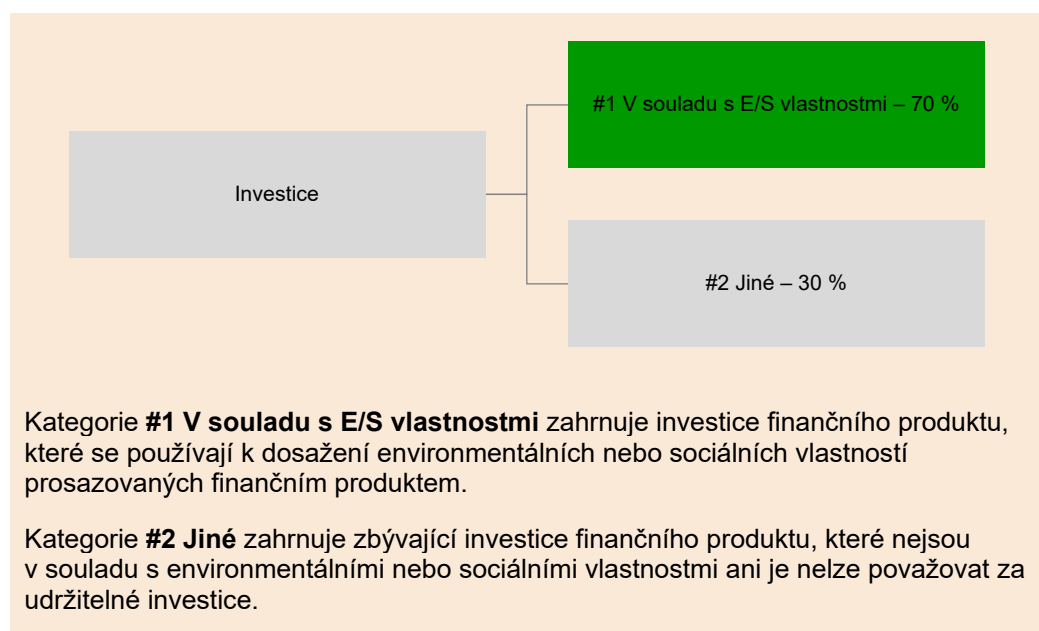 #1 V souladu s E/S vlastnostmi – 70 %
Investice
#2 Jiné – 30 %
Kategorie #1 V souladu s E/S vlastnostmi zahrnuje investice finančního produktu,
které se používají k dosažení environmentálních nebo sociálních vlastností
prosazovaných finančním produktem.
Kategorie #2 Jiné zahrnuje zbývající investice finančního produktu, které nejsou
v souladu s environmentálními nebo sociálními vlastnostmi ani je nelze považovat za
udržitelné investice.